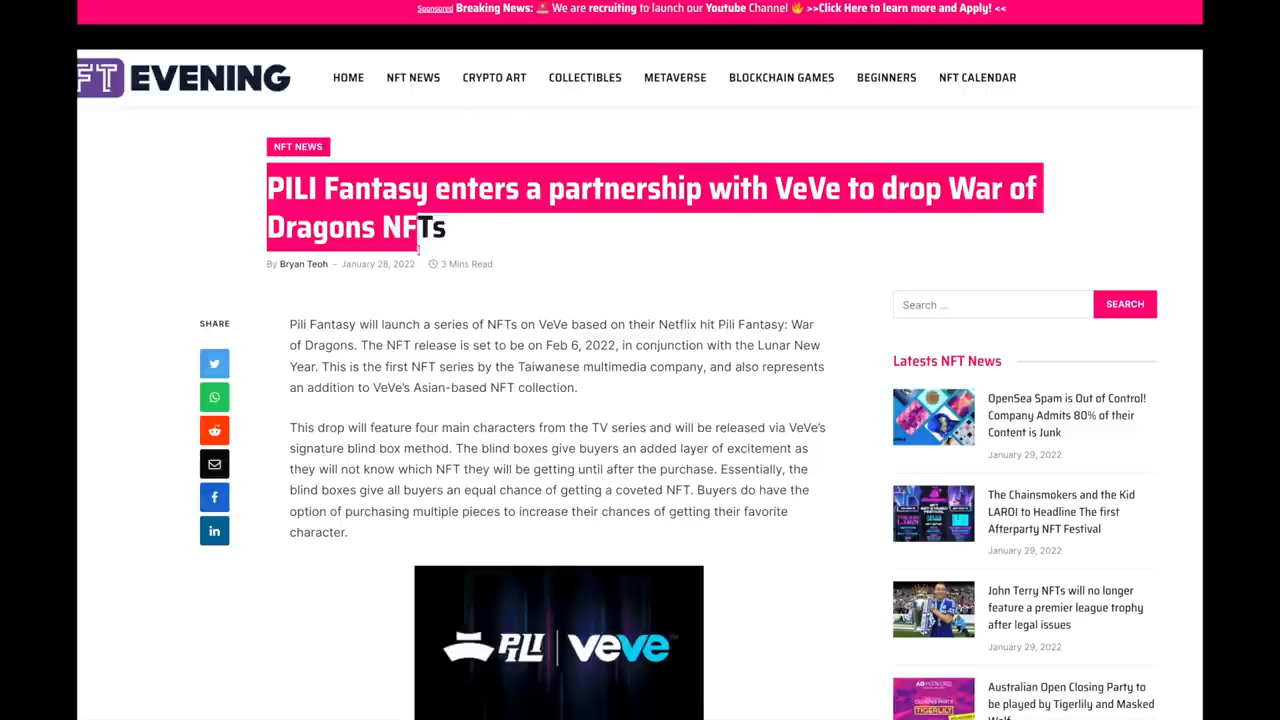 Sponsored Breaking News: 🚨 We are recruiting to launch our Youtube Channel 🔥 >>Click Here to learn more and Apply! <<
FT EVENING
HOME NFT NEWS CRYPTO ART COLLECTIBLES METAVERSE BLOCKCHAIN GAMES BEGINNERS NFT CALENDAR
NFT NEWS
PILI Fantasy enters a partnership with VeVe to drop War of
Dragons NFTs
By Bryan Teoh – January 28, 2022 3 Mins Read
SHARE
Pili Fantasy will launch a series of NFTs on VeVe based on their Netflix hit Pili Fantasy: War
of Dragons. The NFT release is set to be on Feb 6, 2022, in conjunction with the Lunar New
Year. This is the first NFT series by the Taiwanese multimedia company, and also represents
an addition to VeVe's Asian-based NFT collection.
This drop will feature four main characters from the TV series and will be released via VeVe's
signature blind box method. The blind boxes give buyers an added layer of excitement as
they will not know which NFT they will be getting until after the purchase. Essentially, the
blind boxes give all buyers an equal chance of getting a coveted NFT. Buyers do have the
option of purchasing multiple pieces to increase their chances of getting their favorite
character.
PILI | veve™
Search ... SEARCH
Latests NFT News
OpenSea Spam is Out of Control!
Company Admits 80% of their
Content is Junk
January 29, 2022
The Chainsmokers and the Kid
LAROI to Headline The first
Afterparty NFT Festival
January 29, 2022
John Terry NFTs will no longer
feature a premier league trophy
after legal issues
January 29, 2022
TIGERLILY
Australian Open Closing Party to
be played by Tigerlily and Masked
Wolf